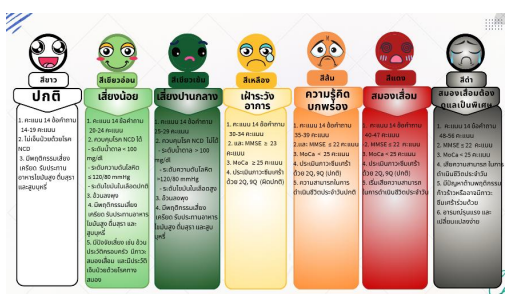 สีขาว
ปกติ
1. คะแนน 14 ข้อคำถาม
14-19 คะแนน
2. ไม่เจ็บป่วยด้วยโรค
NCD
3. มีพฤติกรรมเสี่ยง
เครียด รับประทาน
อาหารไขมันสูง ดื่มสุรา
และสูบบุหรี่
สีเขียวอ่อน
เสี่ยงน้อย
1. คะแนน 14 ข้อคำถาม
20-24 คะแนน
2. ควบคุมโรค NCD ได้
- ระดับน้ำตาล = 100
mg/dl
- ระดับความดันโลหิต
=120/80 mmHg
- ระดับไขมันในเลือดปกติ
3. อ้วนลงพุง
4. มีพฤติกรรมเสี่ยง
เครียด รับประทานอาหาร
ไขมันสูง ดื่มสุรา และ
สูบบุหรี่
5. มีปัจจัยเสี่ยง เช่น อ้วน
ประวัติครอบครัว มีภาวะ
สมองเสื่อม และมีประวัติ
เจ็บป่วยด้วยโรคทาง
สมอง
สีเขียวเข้ม
เสี่ยงปานกลาง
1. คะแนน 14 ข้อคำถาม
25-29 คะแนน
2. ควบคุมโรค NCD ไม่ได้
- ระดับน้ำตาล > 100
mg/dl
- ระดับความดันโลหิต
>120/80 mmHg
- ระดับไขมันในเลือดสูง
3. อ้วนลงพุง
4. มีพฤติกรรมเสี่ยง
เครียด รับประทานอาหาร
ไขมันสูง ดื่มสุรา และสูบ
บุหรี่
สีเหลือง
เฝ้าระวัง
อาการ
1. คะแนน 14 ข้อคำถาม
30-34 คะแนน
2. และ MMSE ≥ 23
คะแนน
3. MoCa ≥ 25 คะแนน
4. ประเมินภาวะซึมเศร้า
ด้วย 2Q, 9Q (ผิดปกติ)
สีส้ม
ความรู้คิด
บกพร่อง
1. คะแนน 14 ข้อคำถาม
35-39 คะแนน
2.และ MMSE ≤ 22 คะแนน
3. MoCa < 25 คะแนน
4. ประเมินภาวะซึมเศร้า
ด้วย 2Q, 9Q (ปกติ)
5. ความสามารถในการ
ดำเนินชีวิตประจำวันปกติ
สีแดง
สมองเสื่อม
1. คะแนน 14 ข้อคำถาม
40-47 คะแนน
2. MMSE ≤ 22 คะแนน
3. MoCa < 25 คะแนน
4. ประเมินภาวะซึมเศร้า
ด้วย 2Q, 9Q (ปกติ)
5. เริ่มเสียความสามารถ
ในการดำเนินชีวิตประจำวัน
สีดำ
สมองเสื่อมต้อง
ดูแลเป็นพิเศษ
1. คะแนน 14 ข้อคำถาม
48-56 คะแนน
2. MMSE ≤ 22 คะแนน
3. MoCa < 25 คะแนน
4. เสียความสามารถ ในการ
ดำเนินชีวิตประจำวัน
5. มีปัญหาด้านพฤติกรรม
ก้าวร้าวหรืออาจมีภาวะ
ซึมเศร้าร่วมด้วย
6. อารมณ์รุนแรง และ
เปลี่ยนแปลงง่าย